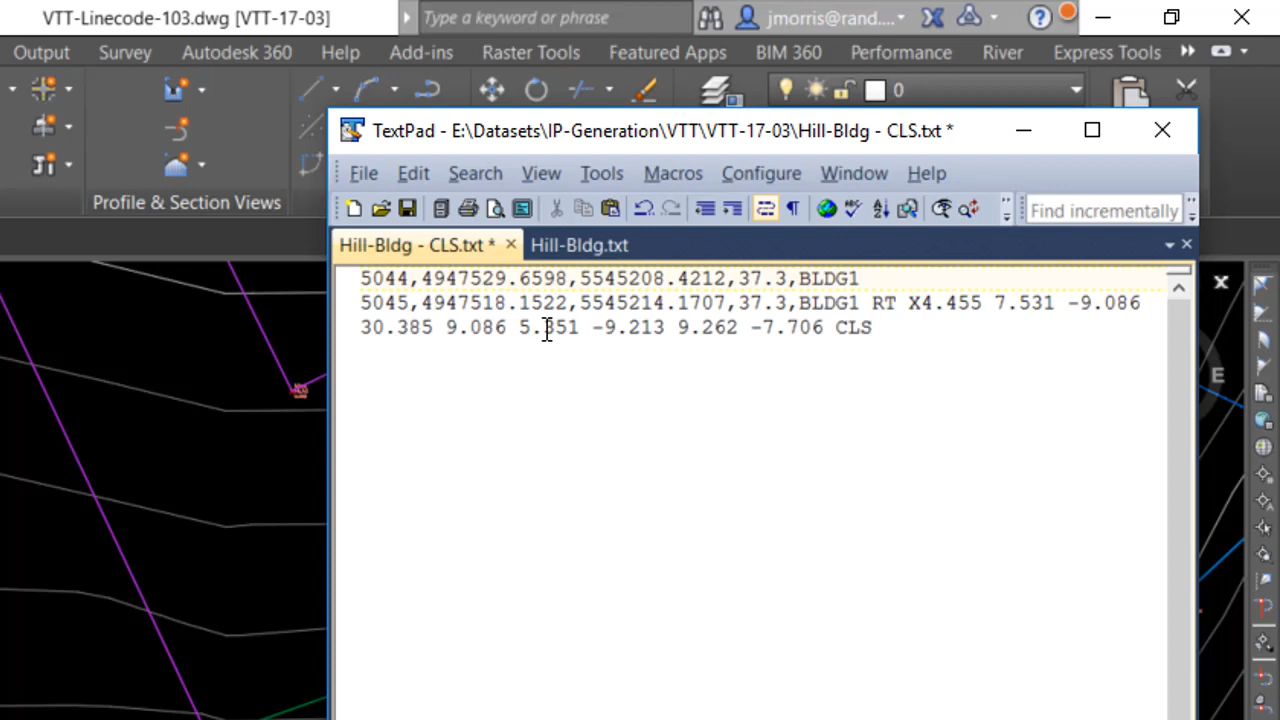 VTT-Linecode-103.dwg [VTT-17-03]
Type a keyword or phrase
jmorris@rand....
Output Survey Autodesk 360 Help Add-ins Raster Tools Featured Apps BIM 360 Performance River Express Tools
0
Profile & Section Views
TextPad - E:\Datasets\IP-Generation\VTT\VTT-17-03\Hill-Bldg - CLS.txt *
File Edit Search View Tools Macros Configure Window Help
Find incrementally
Hill-Bldg - CLS.txt * Hill-Bldg.txt
5044,4947529.6598,5545208.4212,37.3,BLDG1
5045,4947518.1522,5545214.1707,37.3,BLDG1 RT X4.455 7.531 -9.086
30.385 9.086 -9.213 9.262 -7.706 CLS
E